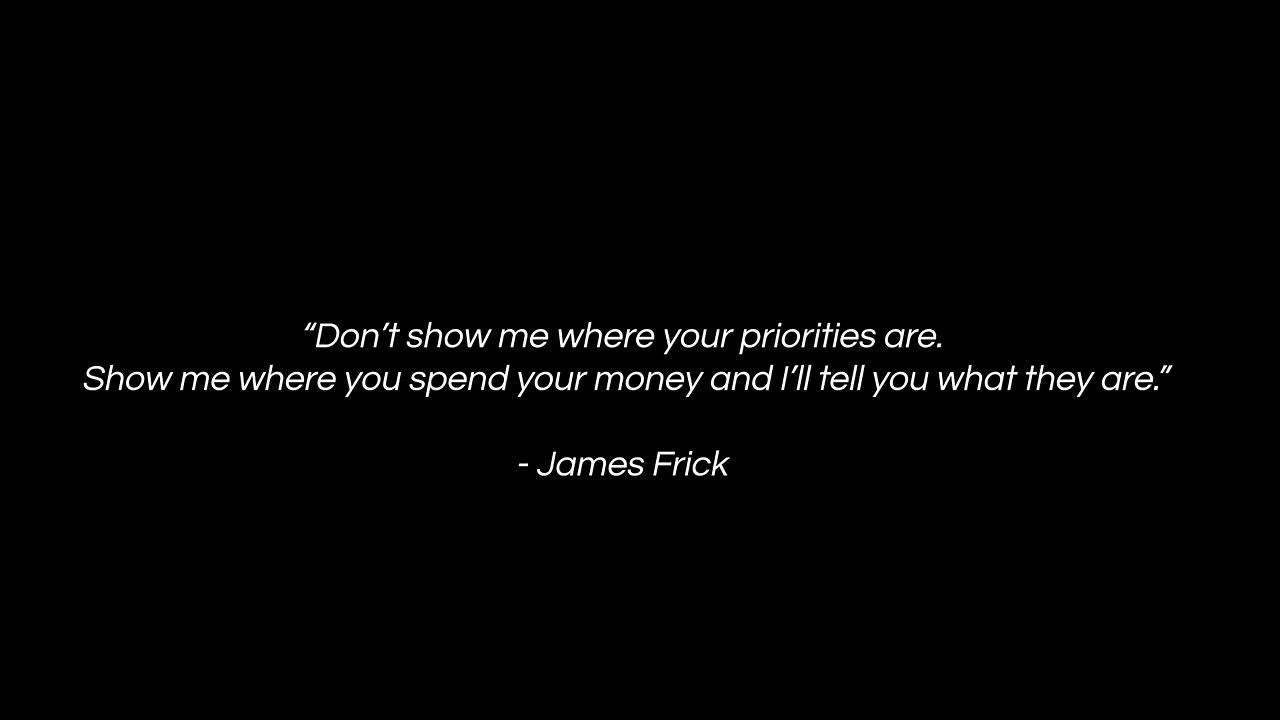 “Don’t show me where your priorities are.
Show me where you spend your money and I’ll tell you what they are.”
- James Frick